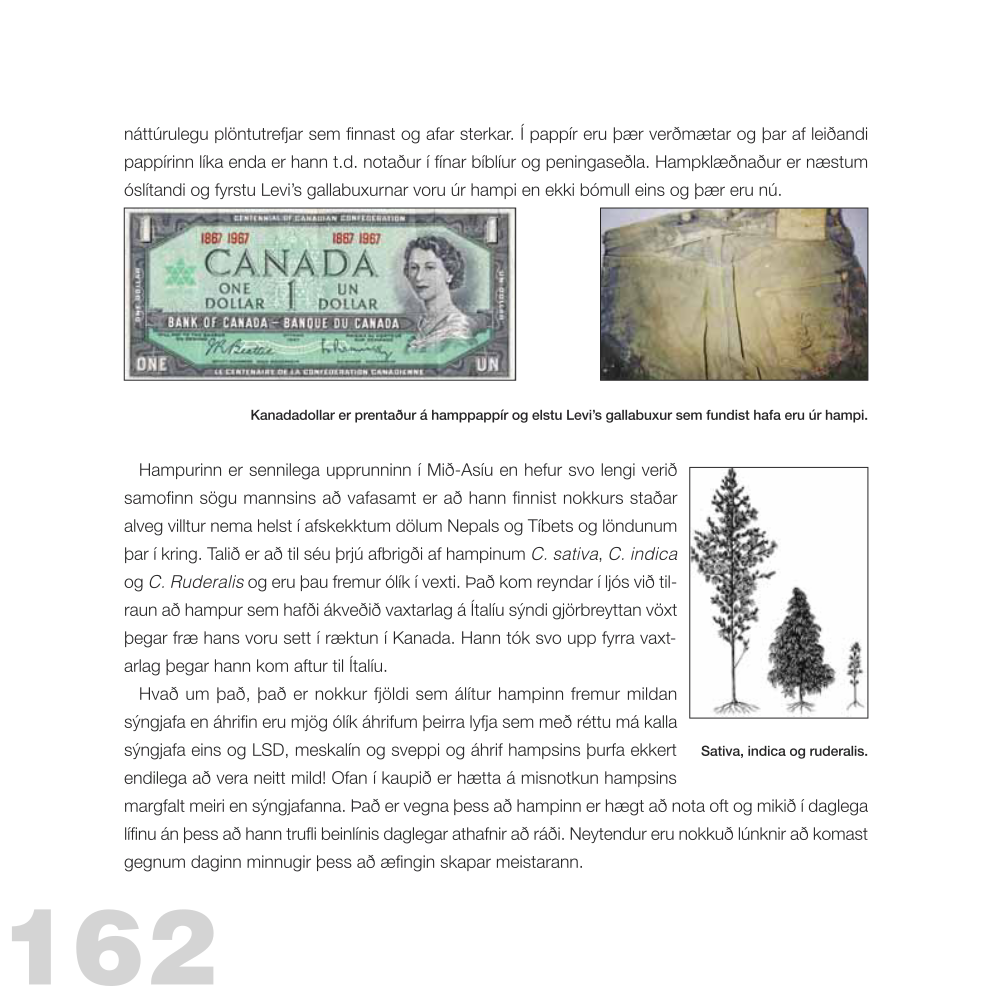 náttúrulegu plöntutrefjar sem finnast og afar sterkar. Í pappír eru þær verðmætar og þar af leiðandi
pappírinn líka enda er hann t.d. notaður í fínar bíblíur og peningaseðla. Hampklæðnaður er næstum
óslítandi og fyrstu Levi's gallabuxurnar voru úr hampi en ekki bómull eins og þær eru nú.
CENTENNIAL OF CANADIAN CONFEDERATION
1 1
1867 1967 1867 1967
CANADA
ONE DOLLAR 1 UN DOLLAR
ONE DOLLAR
UN DOLLAR
BANK OF CANADA – BANQUE DU CANADA
ONE UN
LE CENTENAIRE DE LA CONFEDERATION CANADIENNE
Kanadadollar er prentaður á hamppappír og elstu Levi's gallabuxur sem fundist hafa eru úr hampi.
Hampurinn er sennilega upprunninn í Mið-Asíu en hefur svo lengi verið
samofinn sögu mannsins að vafasamt er að hann finnist nokkurs staðar
alveg villtur nema helst í afskekktum dölum Nepals og Tíbets og löndunum
þar í kring. Talið er að til séu þrjú afbrigði af hampinum C. sativa, C. indica
og C. Ruderalis og eru þau fremur ólík í vexti. Það kom reyndar í ljós við til-
raun að hampur sem hafði ákveðið vaxtarlag á Ítalíu sýndi gjörbreyttan vöxt
þegar fræ hans voru sett í ræktun í Kanada. Hann tók svo upp fyrra vaxt-
arlag þegar hann kom aftur til Ítalíu.
Hvað um það, það er nokkur fjöldi sem álítur hampinn fremur mildan
sýngjafa en áhrifin eru mjög ólík áhrifum þeirra lyfja sem með réttu má kalla
sýngjafa eins og LSD, meskalín og sveppi og áhrif hampsins þurfa ekkert
endilega að vera neitt mild! Ofan í kaupið er hætta á misnotkun hampsins
Sativa, indica og ruderalis.
margfalt meiri en sýngjafanna. Það er vegna þess að hampinn er hægt að nota oft og mikið í daglega
lífinu án þess að hann trufli beinlínis daglegar athafnir að ráði. Neytendur eru nokkuð lúnknir að komast
gegnum daginn minnugir þess að æfingin skapar meistarann.
162